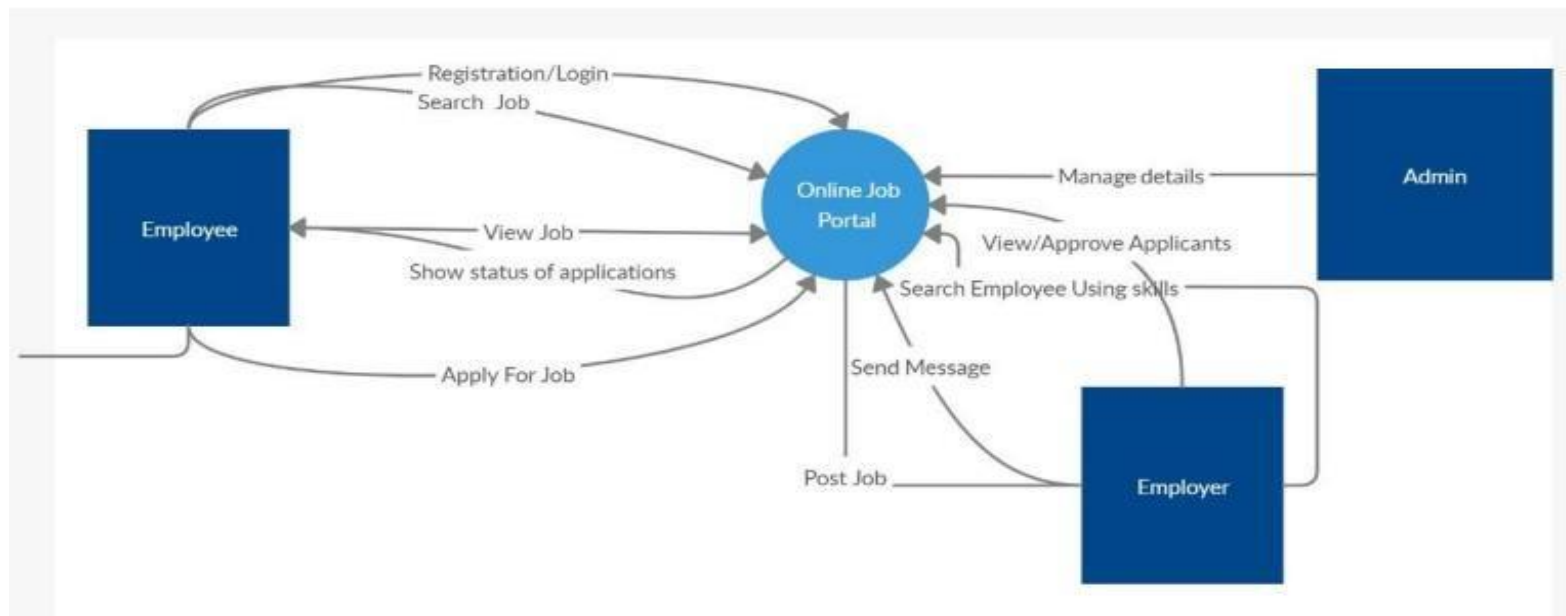 Registration/Login
Search Job
Employee
Online Job
Portal
Manage details
Admin
View Job
View/Approve Applicants
Show status of applications
Search Employee Using skills
Apply For Job
Send Message
Post Job
Employer